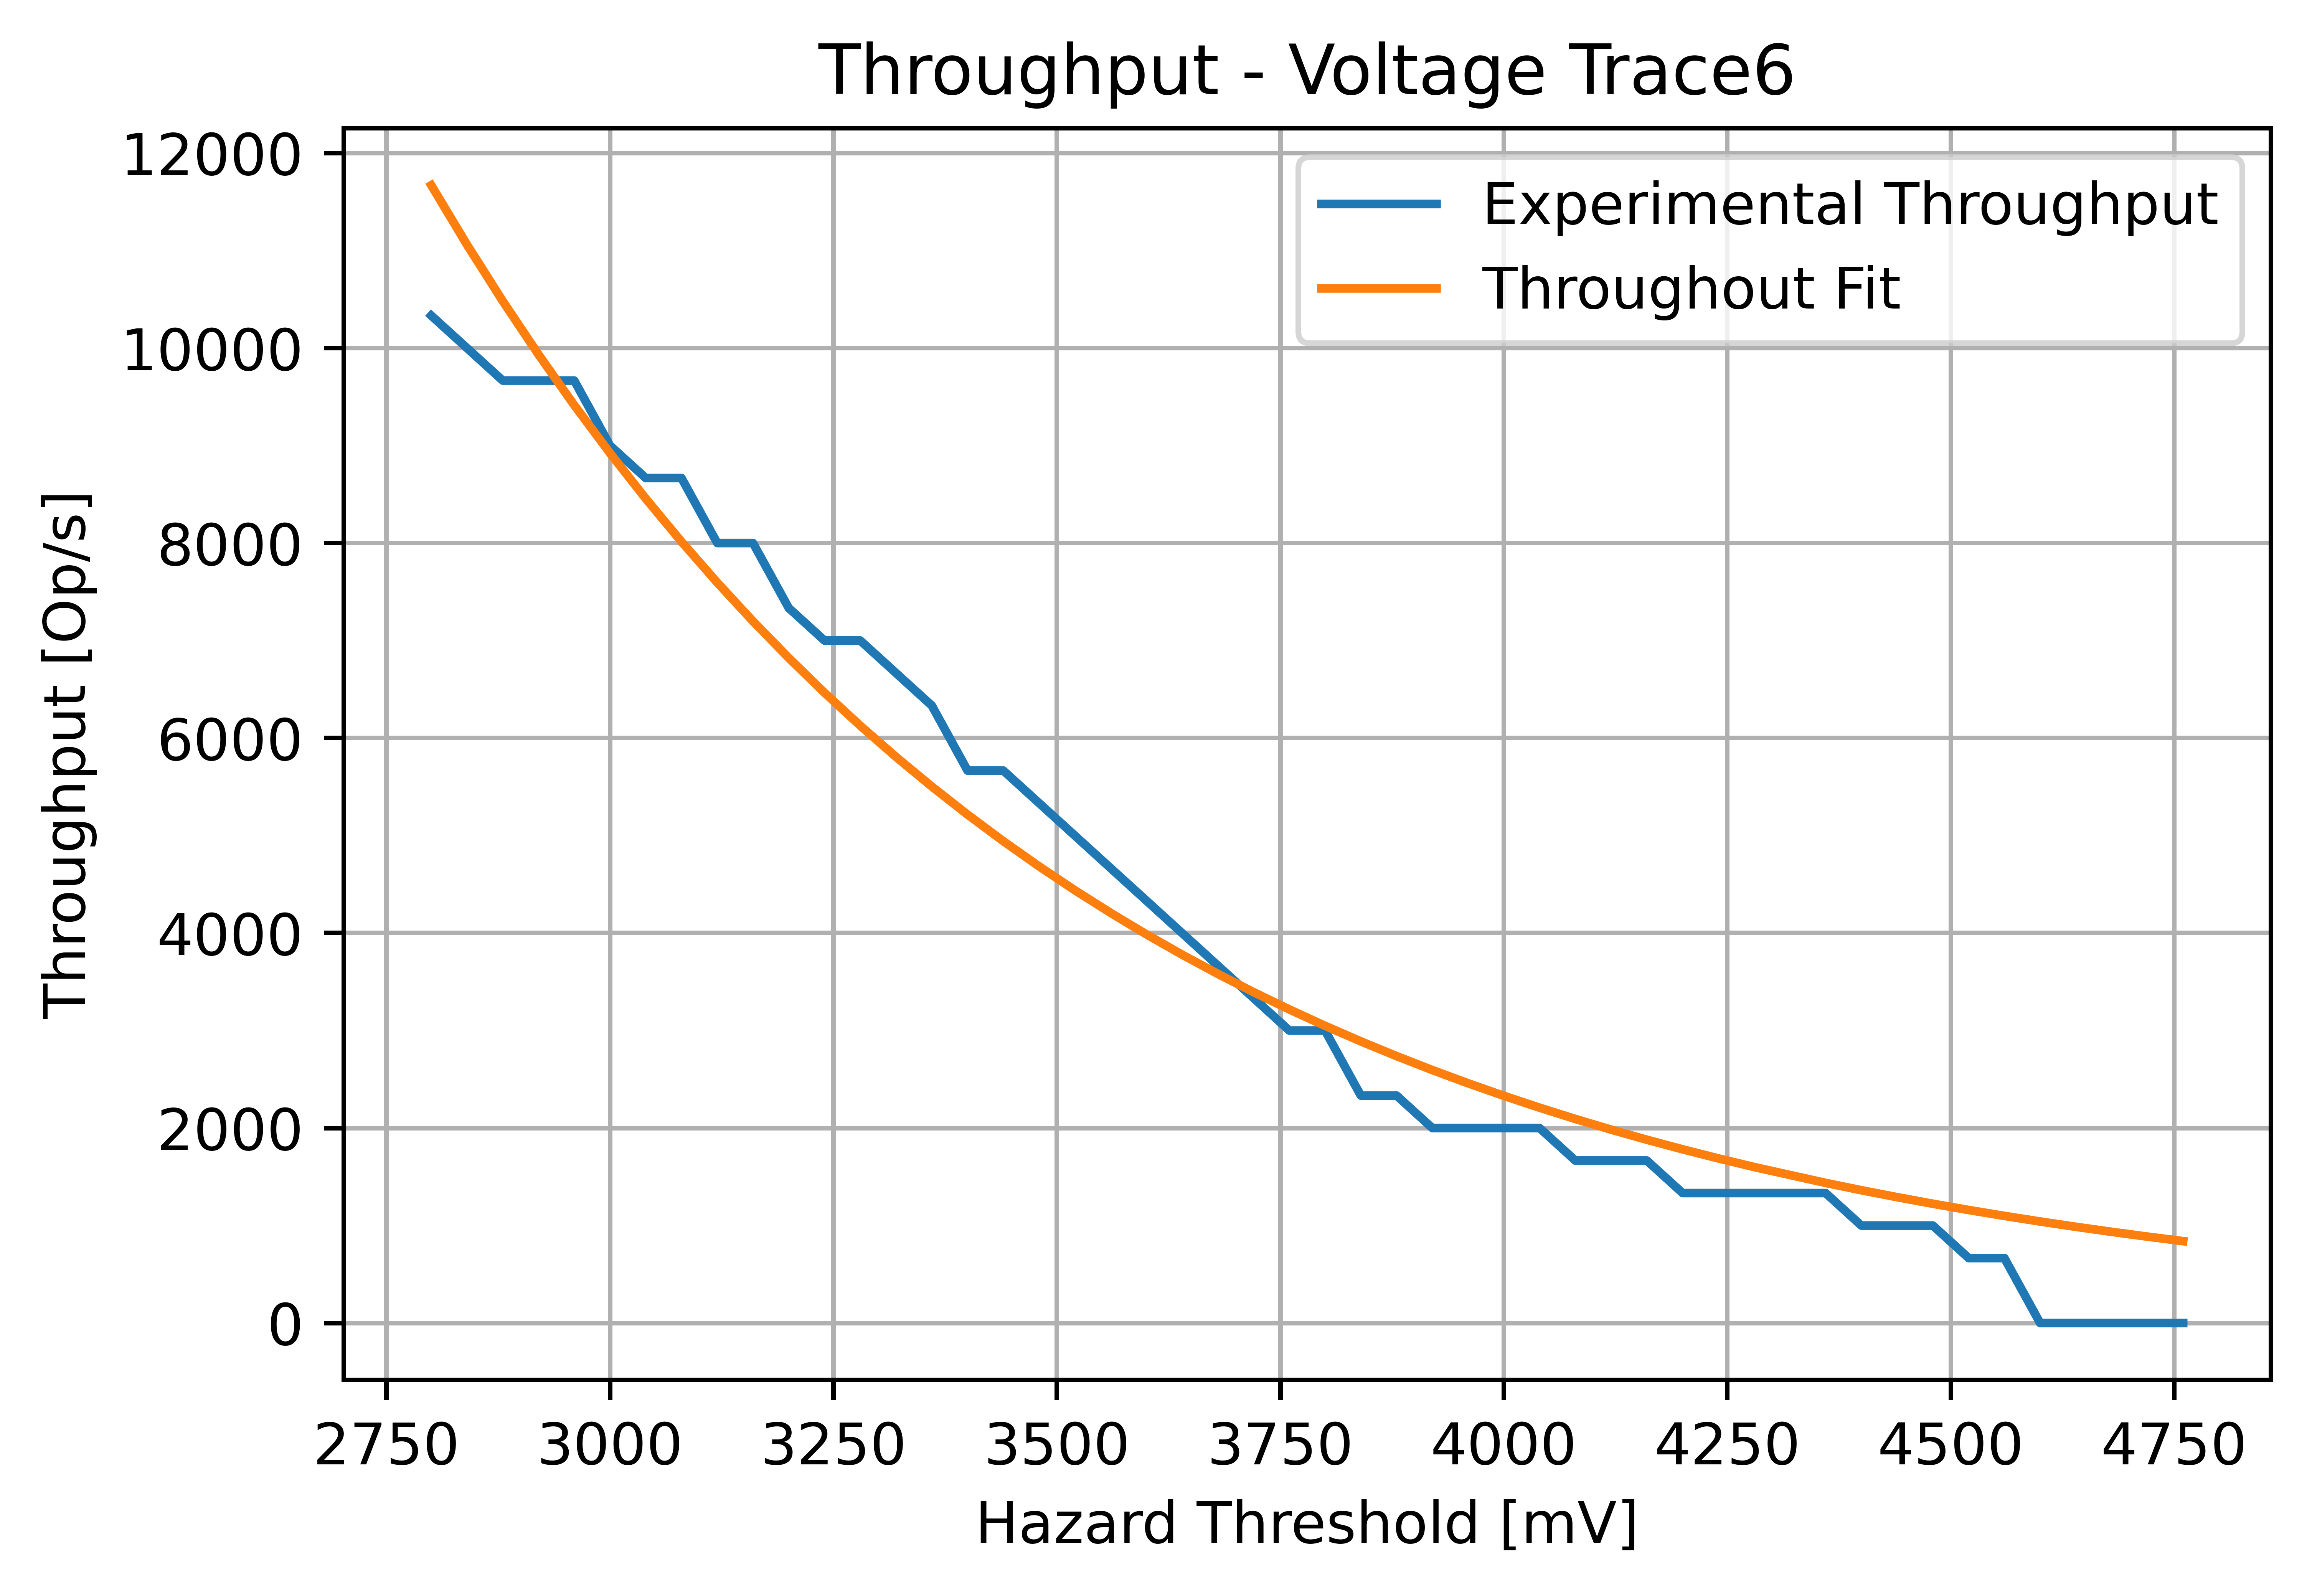 Throughput - Voltage Trace6
12000
10000
8000
6000
4000
2000
0
Throughput [Op/s]
Experimental Throughput
Throughout Fit
2750 3000 3250 3500 3750 4000 4250 4500 4750
Hazard Threshold [mV]